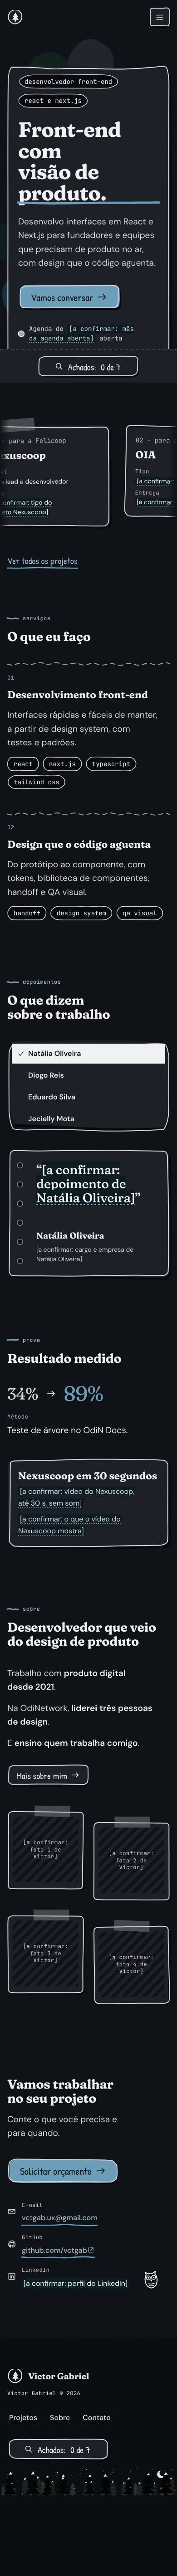 desenvolvedor front-end
react e next.js
Front-end
com
visão de
produto.
Desenvolvo interfaces em React e
Next.js para fundadores e equipes
que precisam de produto no ar,
com design que o código aguenta.
Vamos conversar →
Agenda de [a confirmar: mês
da agenda aberta] aberta
Achados: 0 de 7
para a Felicoop
exuscoop
lead e desenvolvedor
onfirmar: tipo do
eto Nexuscoop]
02 · para
OIA
Tipo
[a confirmar:
Entrega
[a confirmar:
Ver todos os projetos
serviços
O que eu faço
01
Desenvolvimento front-end
Interfaces rápidas e fáceis de manter,
a partir de design system, com
testes e padrões.
react
next.js
typescript
tailwind css
02
Design que o código aguenta
Do protótipo ao componente, com
tokens, biblioteca de componentes,
handoff e QA visual.
handoff
design system
qa visual
depoimentos
O que dizem
sobre o trabalho
Natália Oliveira
Diogo Reis
Eduardo Silva
Jecielly Mota
“[a confirmar:
depoimento de
Natália Oliveira]”
Natália Oliveira
[a confirmar: cargo e empresa de
Natália Oliveira]
prova
Resultado medido
34% → 89%
Método
Teste de árvore no OdiN Docs.
Nexuscoop em 30 segundos
[a confirmar: vídeo do Nexuscoop,
até 30 s, sem som]
[a confirmar: o que o vídeo do
Nexuscoop mostra]
sobre
Desenvolvedor que veio
do design de produto
Trabalho com produto digital
desde 2021.
Na OdiNetwork, liderei três pessoas
de design.
E ensino quem trabalha comigo.
Mais sobre mim →
[a confirmar:
foto 1 de
Victor]
[a confirmar:
foto 2 de
Victor]
[a confirmar:
foto 3 de
Victor]
[a confirmar:
foto 4 de
Victor]
Vamos trabalhar
no seu projeto
Conte o que você precisa e
para quando.
Solicitar orçamento →
E-mail
vctgab.ux@gmail.com
GitHub
github.com/vctgab
LinkedIn
[a confirmar: perfil do LinkedIn]
Victor Gabriel
Victor Gabriel © 2026
Projetos
Sobre
Contato
Achados: 0 de 7